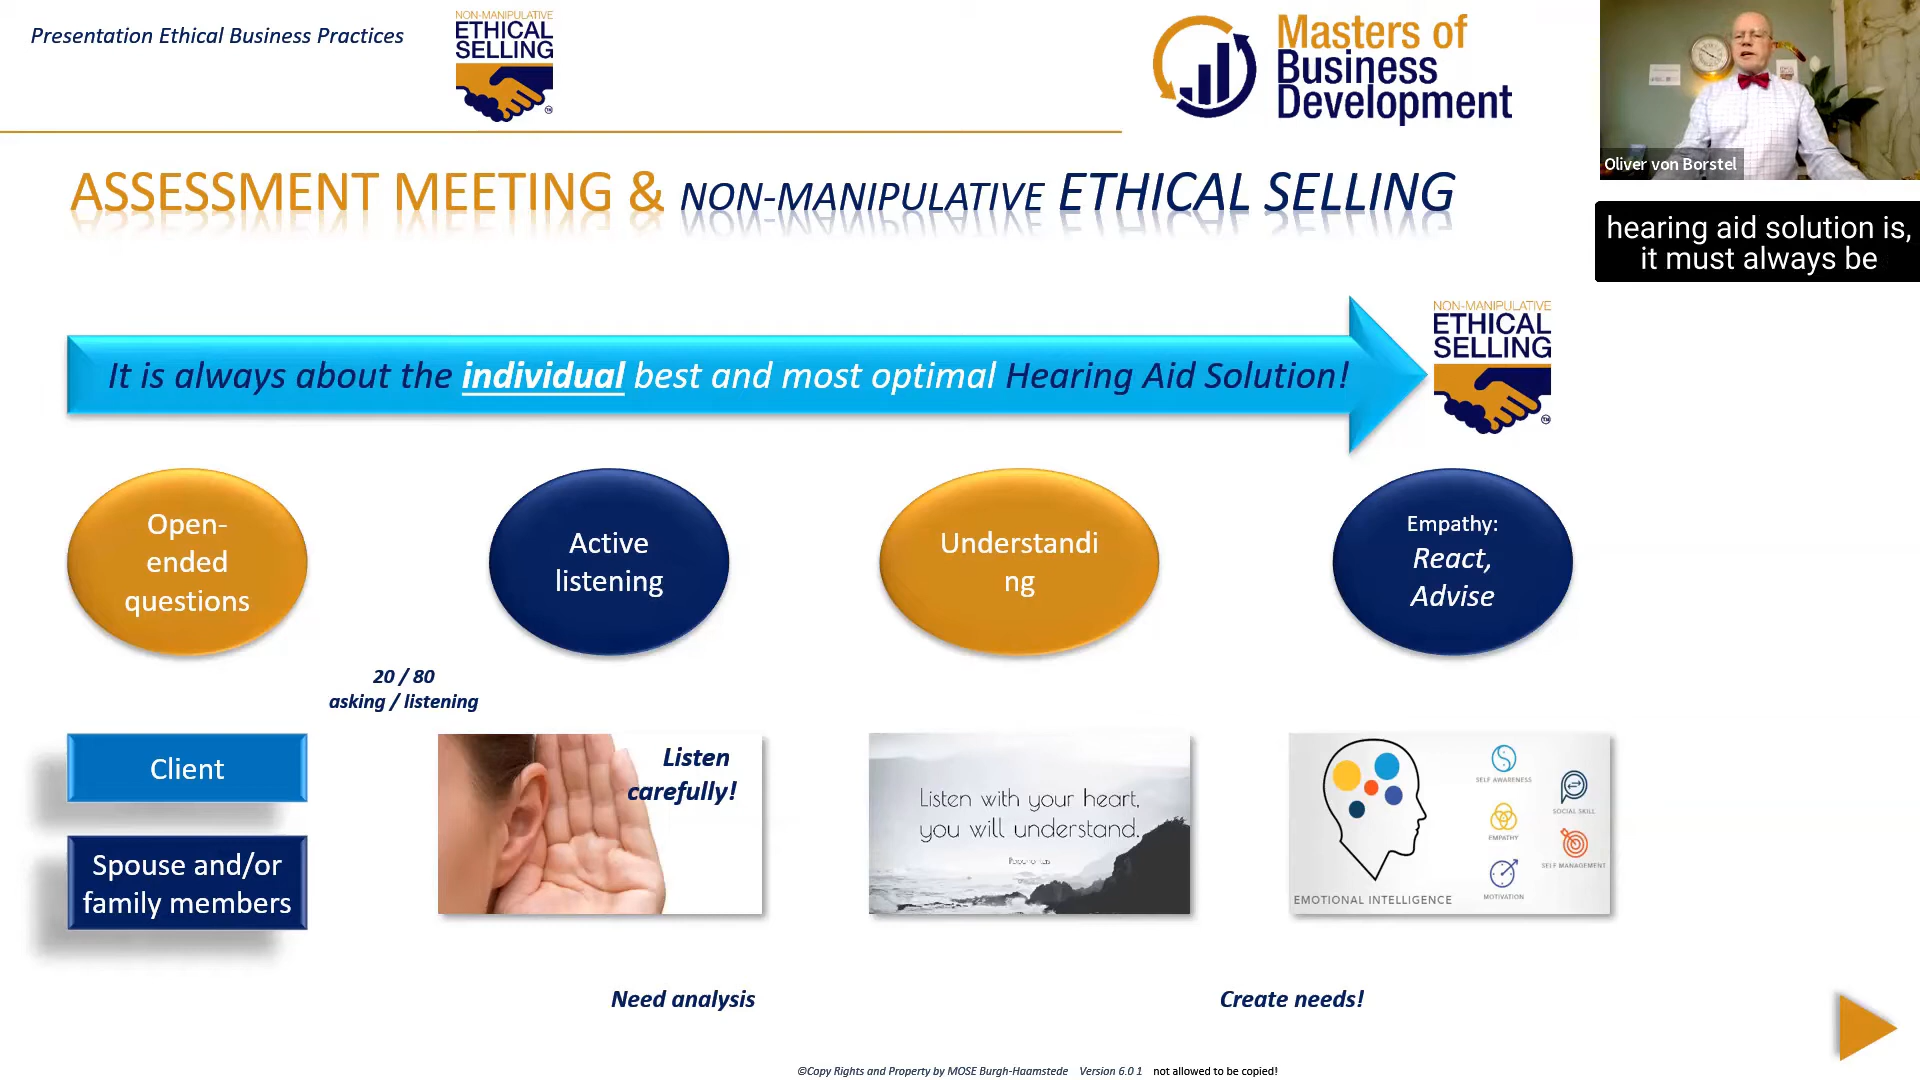 Presentation Ethical Business Practices
NON-MANIPULATIVE
ETHICAL
SELLING
TM
Masters of
Business
Development
Oliver von Borstel
hearing aid solution is,
it must always be
ASSESSMENT MEETING & NON-MANIPULATIVE ETHICAL SELLING
It is always about the individual best and most optimal Hearing Aid Solution!
NON-MANIPULATIVE
ETHICAL
SELLING
TM
Open-
ended
questions
Active
listening
Understandi
ng
Empathy:
React,
Advise
20 / 80
asking / listening
Client
Spouse and/or
family members
Listen
carefully!
Listen with your heart,
you will understand.
EMOTIONAL INTELLIGENCE
SELF AWARENESS
SOCIAL SKILL
EMPATHY
SELF MANAGEMENT
MOTIVATION
Need analysis
Create needs!
©Copy Rights and Property by MOSE Burgh-Haamstede Version 6.0 1 not allowed to be copied!